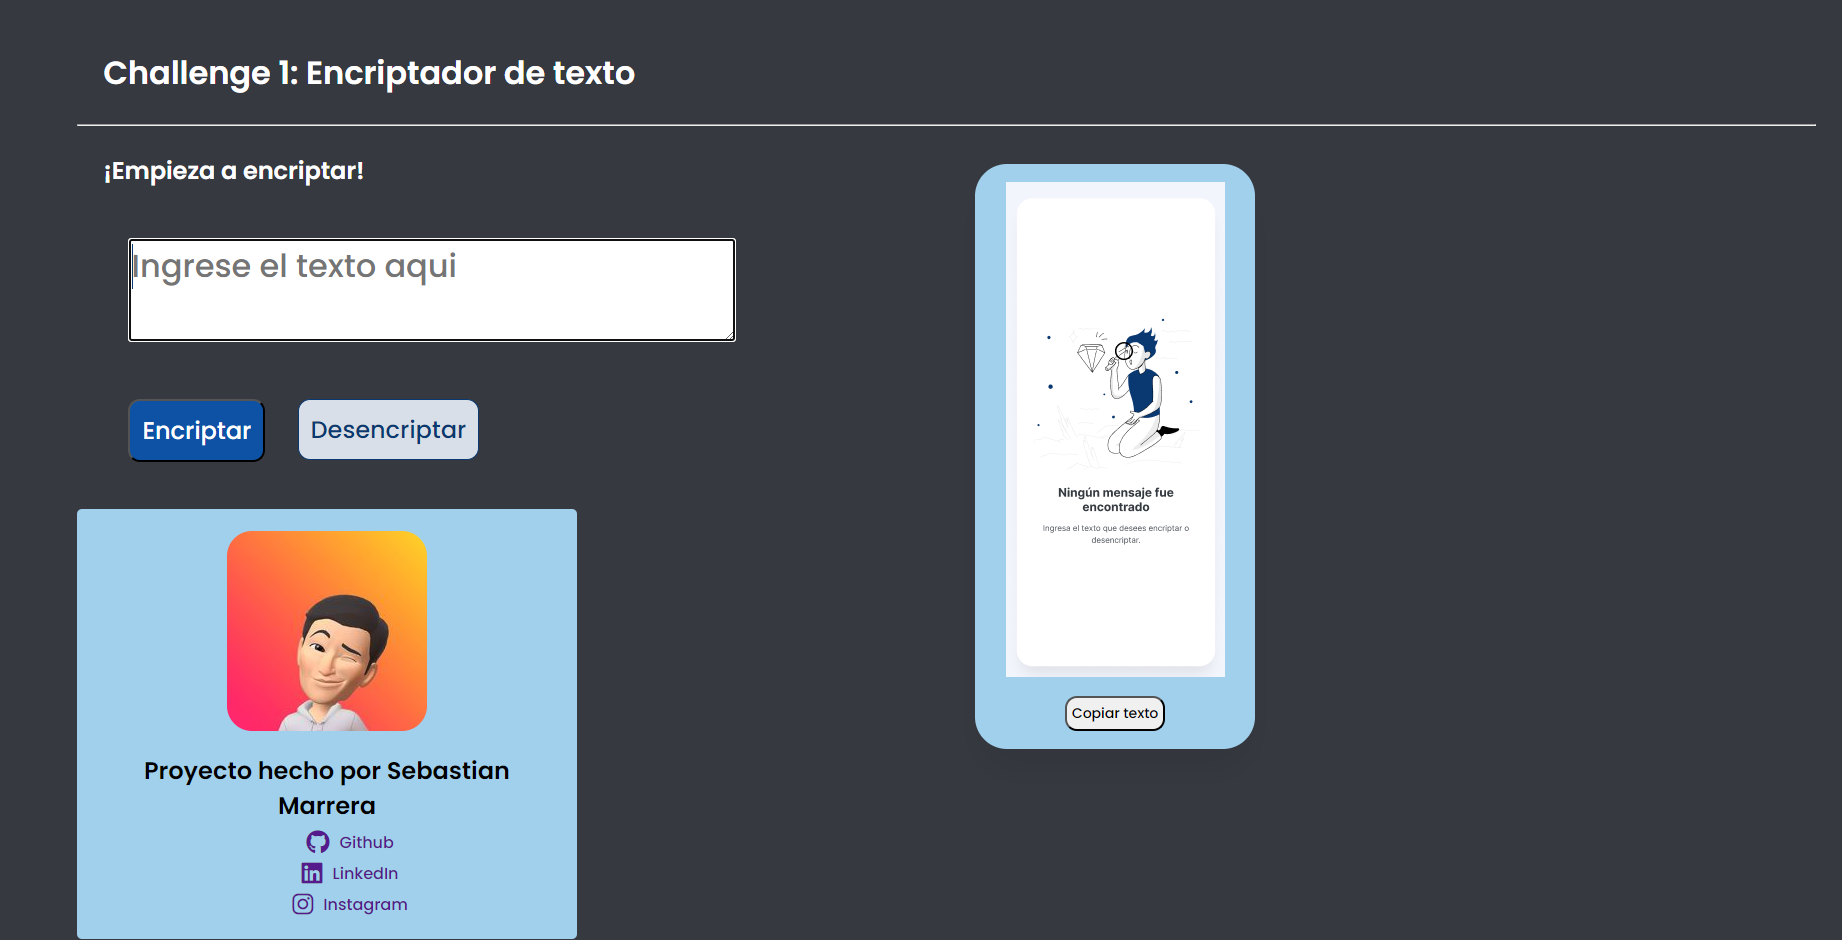 Challenge 1: Encriptador de texto
¡Empieza a encriptar!
Ingrese el texto aqui
Encriptar
Desencriptar
Ningún mensaje fue
encontrado
Ingresa el texto que desees encriptar o
desencriptar.
Copiar texto
Proyecto hecho por Sebastian
Marrera
Github
LinkedIn
Instagram